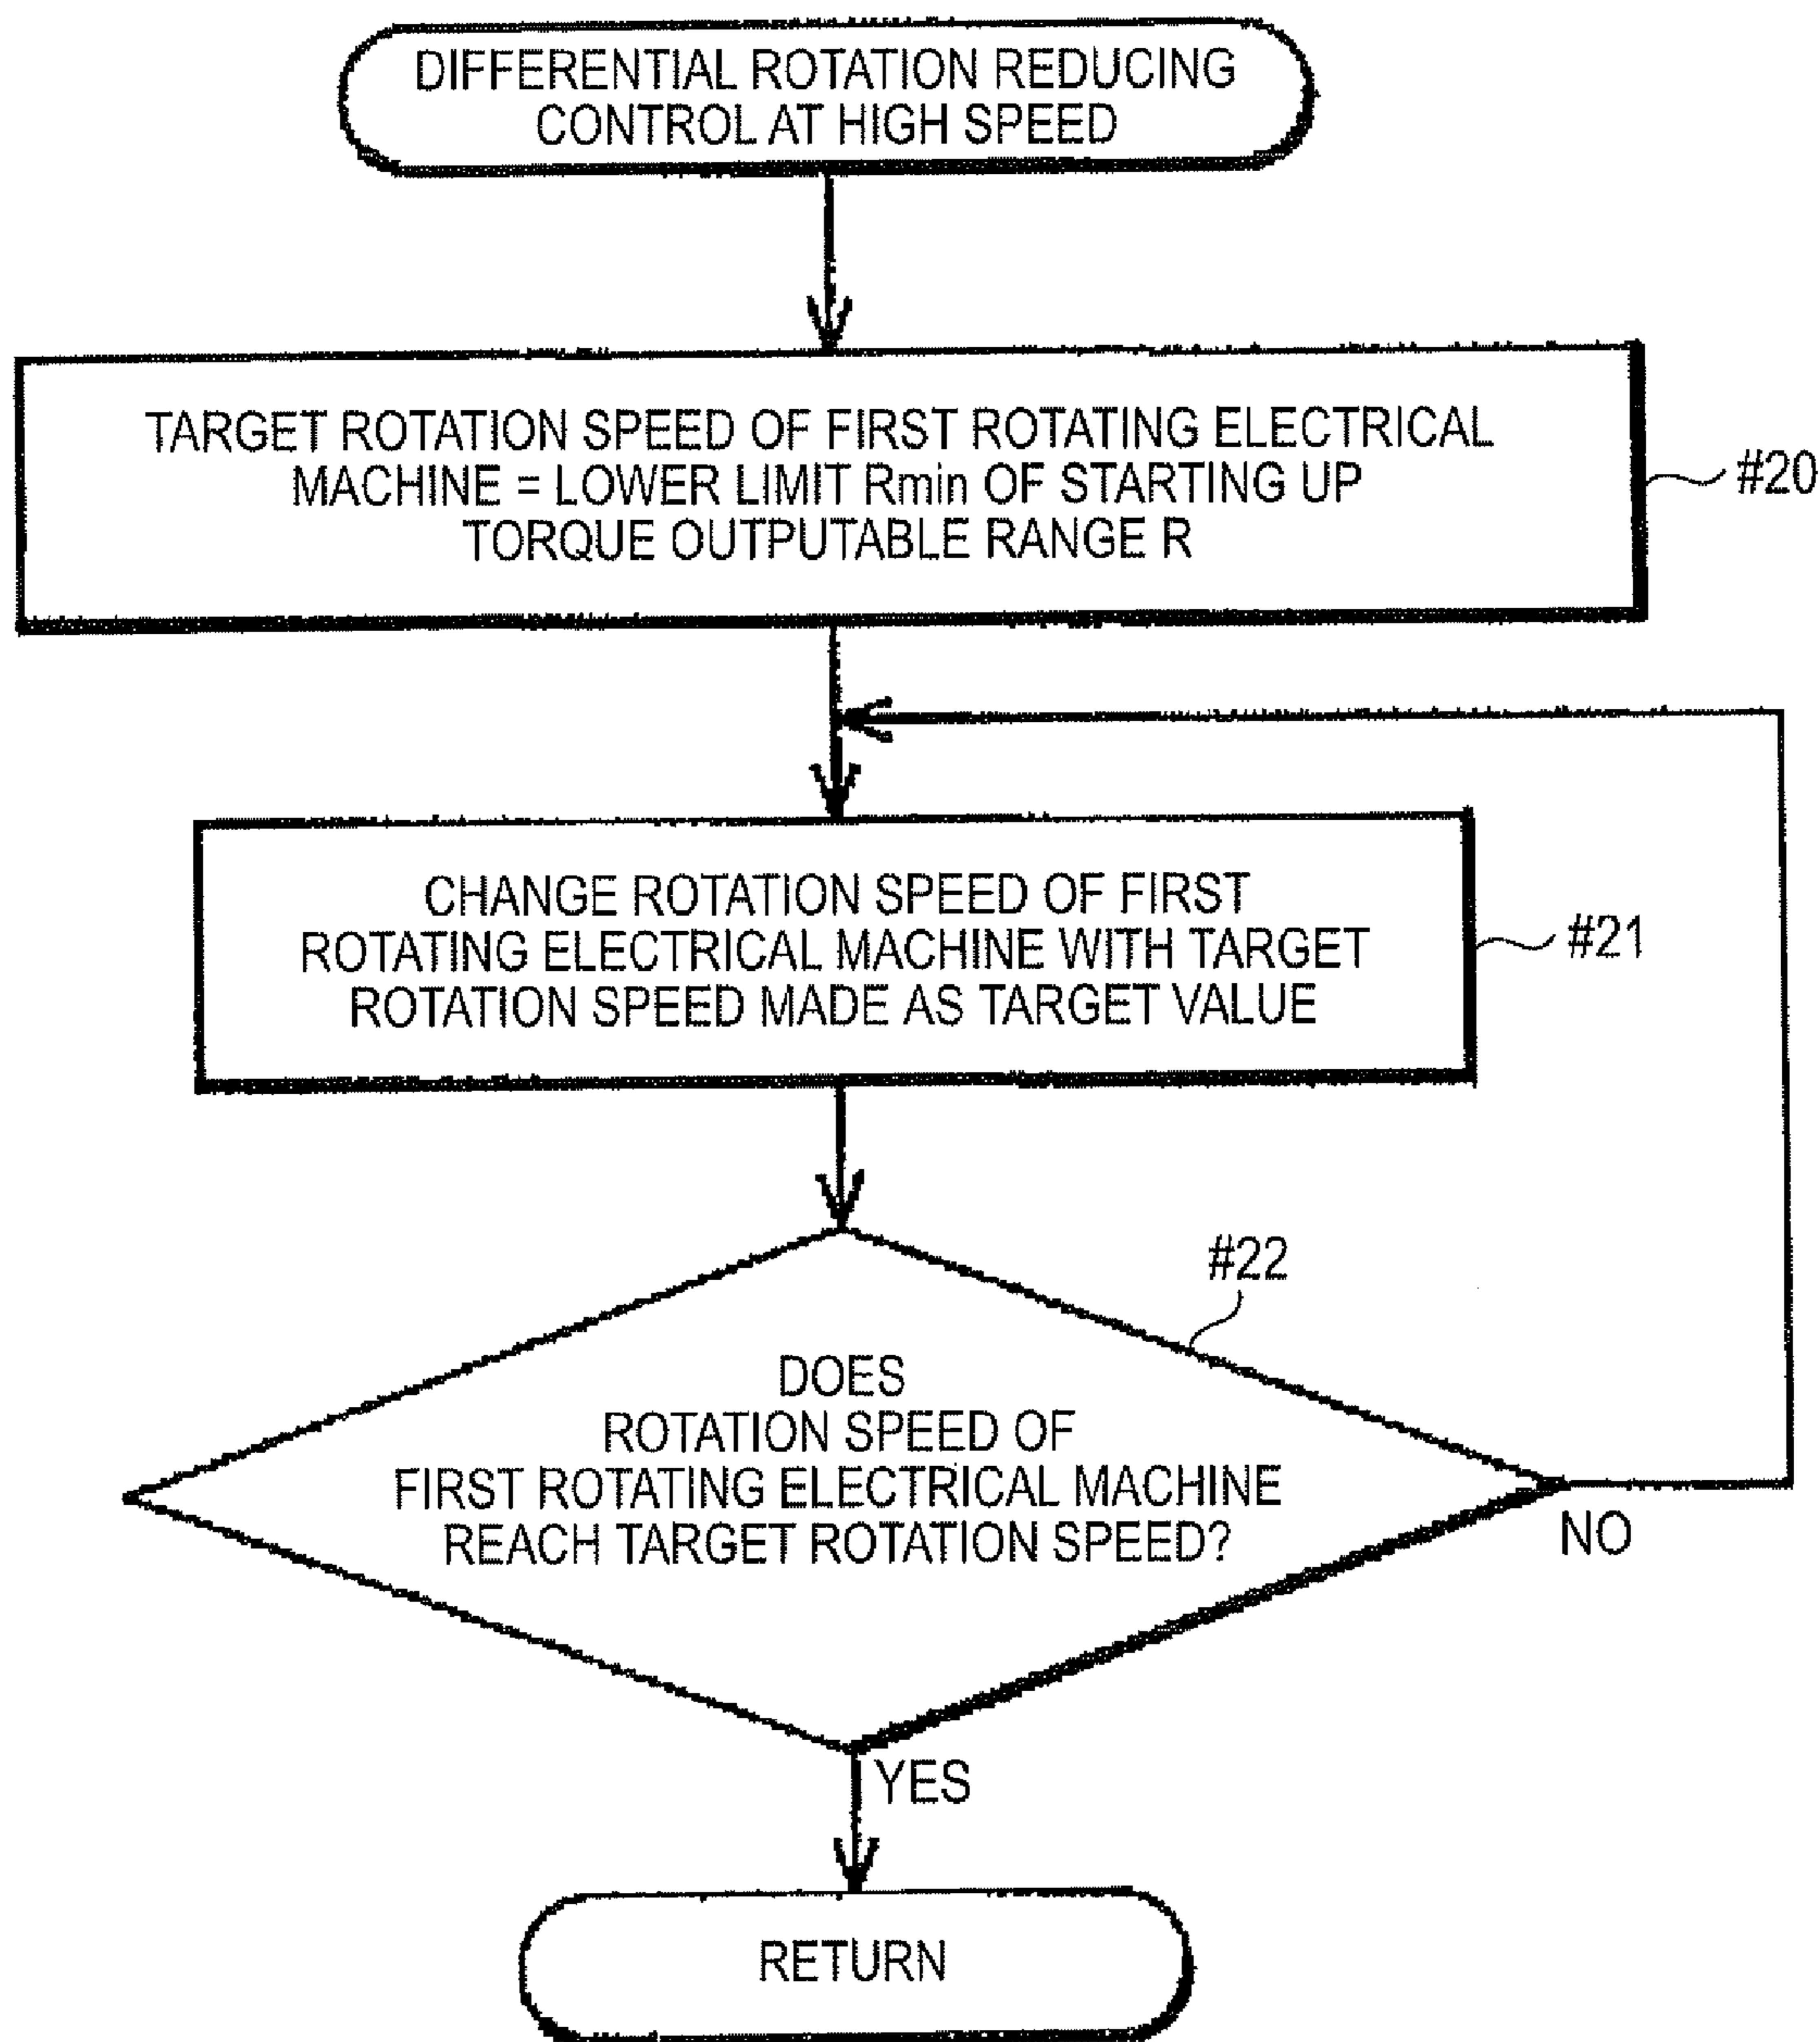 DIFFERENTIAL ROTATION REDUCING
CONTROL AT HIGH SPEED
TARGET ROTATION SPEED OF FIRST ROTATING ELECTRICAL
MACHINE = LOWER LIMIT Rmin OF STARTING UP
TORQUE OUTPUTABLE RANGE R
#20
CHANGE ROTATION SPEED OF FIRST
ROTATING ELECTRICAL MACHINE WITH TARGET
ROTATION SPEED MADE AS TARGET VALUE
#21
#22
DOES
ROTATION SPEED OF
FIRST ROTATING ELECTRICAL MACHINE
REACH TARGET ROTATION SPEED?
NO
YES
RETURN